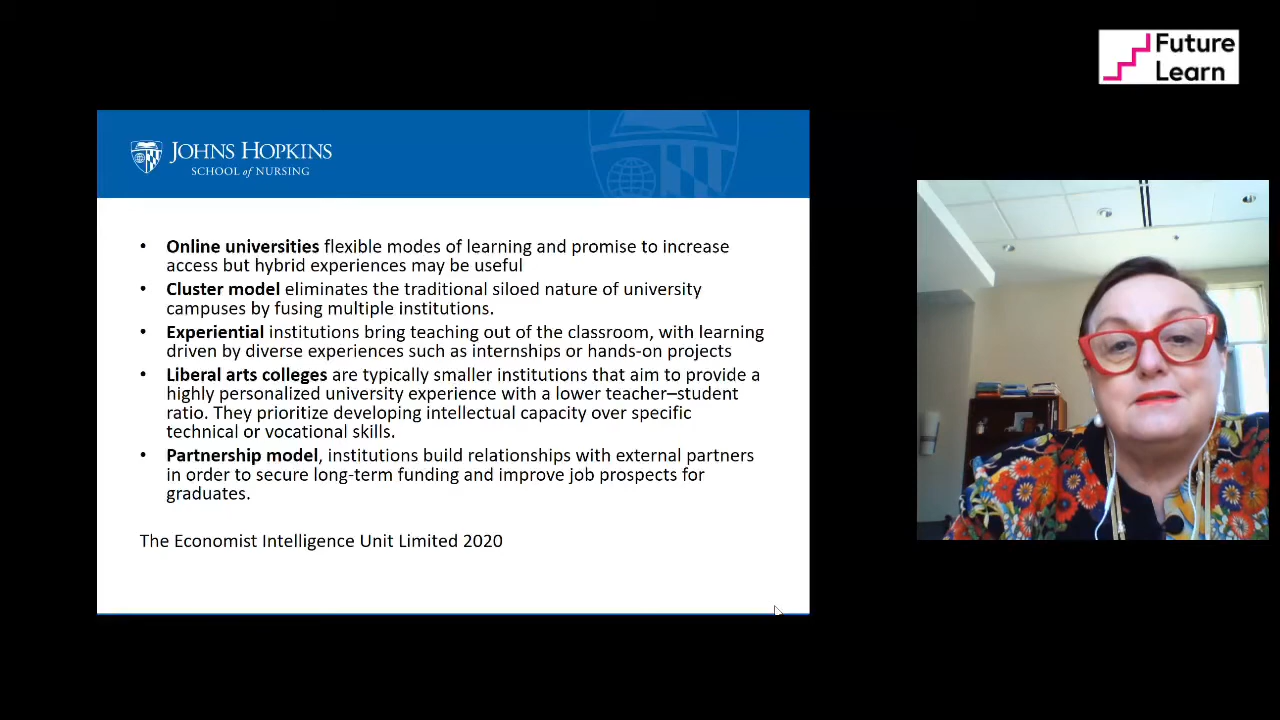 Future
Learn
JOHNS HOPKINS
SCHOOL of NURSING
• Online universities flexible modes of learning and promise to increase
access but hybrid experiences may be useful
• Cluster model eliminates the traditional siloed nature of university
campuses by fusing multiple institutions.
• Experiential institutions bring teaching out of the classroom, with learning
driven by diverse experiences such as internships or hands-on projects
• Liberal arts colleges are typically smaller institutions that aim to provide a
highly personalized university experience with a lower teacher–student
ratio. They prioritize developing intellectual capacity over specific
technical or vocational skills.
• Partnership model, institutions build relationships with external partners
in order to secure long-term funding and improve job prospects for
graduates.
The Economist Intelligence Unit Limited 2020